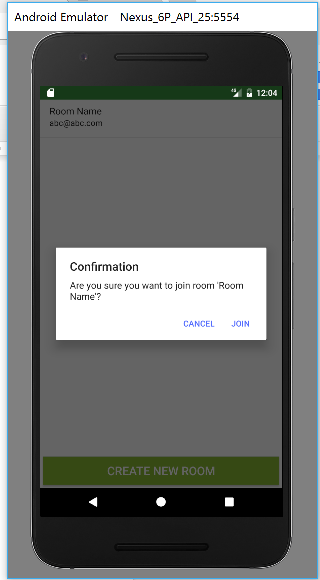 Android Emulator Nexus_6P_API_25:5554
4G 12:04
Room Name
abc@abc.com
Confirmation
Are you sure you want to join room 'Room
Name'?
CANCEL JOIN
CREATE NEW ROOM